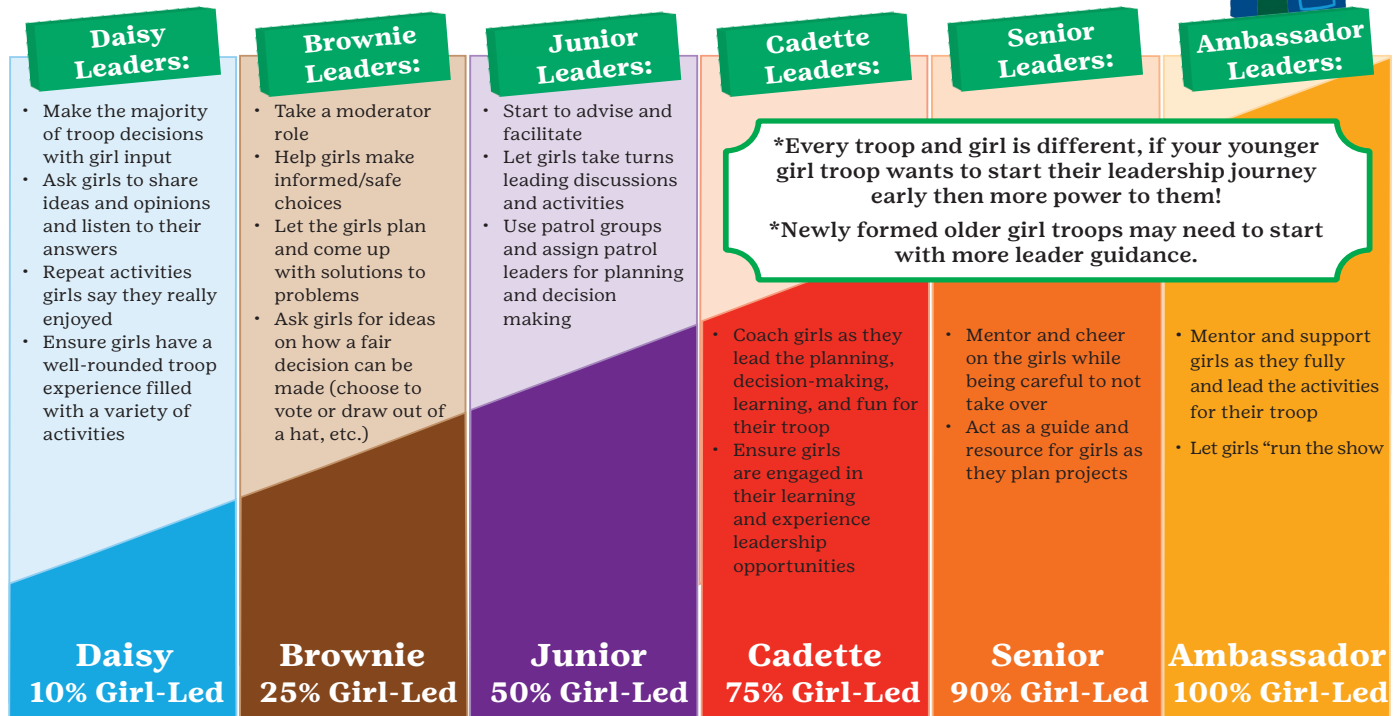 Daisy
Leaders:
• Make the majority
of troop decisions
with girl input
• Ask girls to share
ideas and opinions
and listen to their
answers
• Repeat activities
girls say they really
enjoyed
• Ensure girls have a
well-rounded troop
experience filled
with a variety of
activities
Daisy
10% Girl-Led
Brownie
Leaders:
• Take a moderator
role
• Help girls make
informed/safe
choices
• Let the girls plan
and come up
with solutions to
problems
• Ask girls for ideas
on how a fair
decision can be
made (choose to
vote or draw out of
a hat, etc.)
Brownie
25% Girl-Led
Junior
Leaders:
• Start to advise and
facilitate
• Let girls take turns
leading discussions
and activities
• Use patrol groups
and assign patrol
leaders for planning
and decision
making
Junior
50% Girl-Led
Cadette
Leaders:
Senior
Leaders:
Ambassador
Leaders:
*Every troop and girl is different, if your younger
girl troop wants to start their leadership journey
early then more power to them!
*Newly formed older girl troops may need to start
with more leader guidance.
• Coach girls as they
lead the planning,
decision-making,
learning, and fun for
their troop
• Ensure girls
are engaged in
their learning
and experience
leadership
opportunities
Cadette
75% Girl-Led
• Mentor and cheer
on the girls while
being careful to not
take over
• Act as a guide and
resource for girls as
they plan projects
Senior
90% Girl-Led
• Mentor and support
girls as they fully
and lead the activities
for their troop
• Let girls “run the show
Ambassador
100% Girl-Led